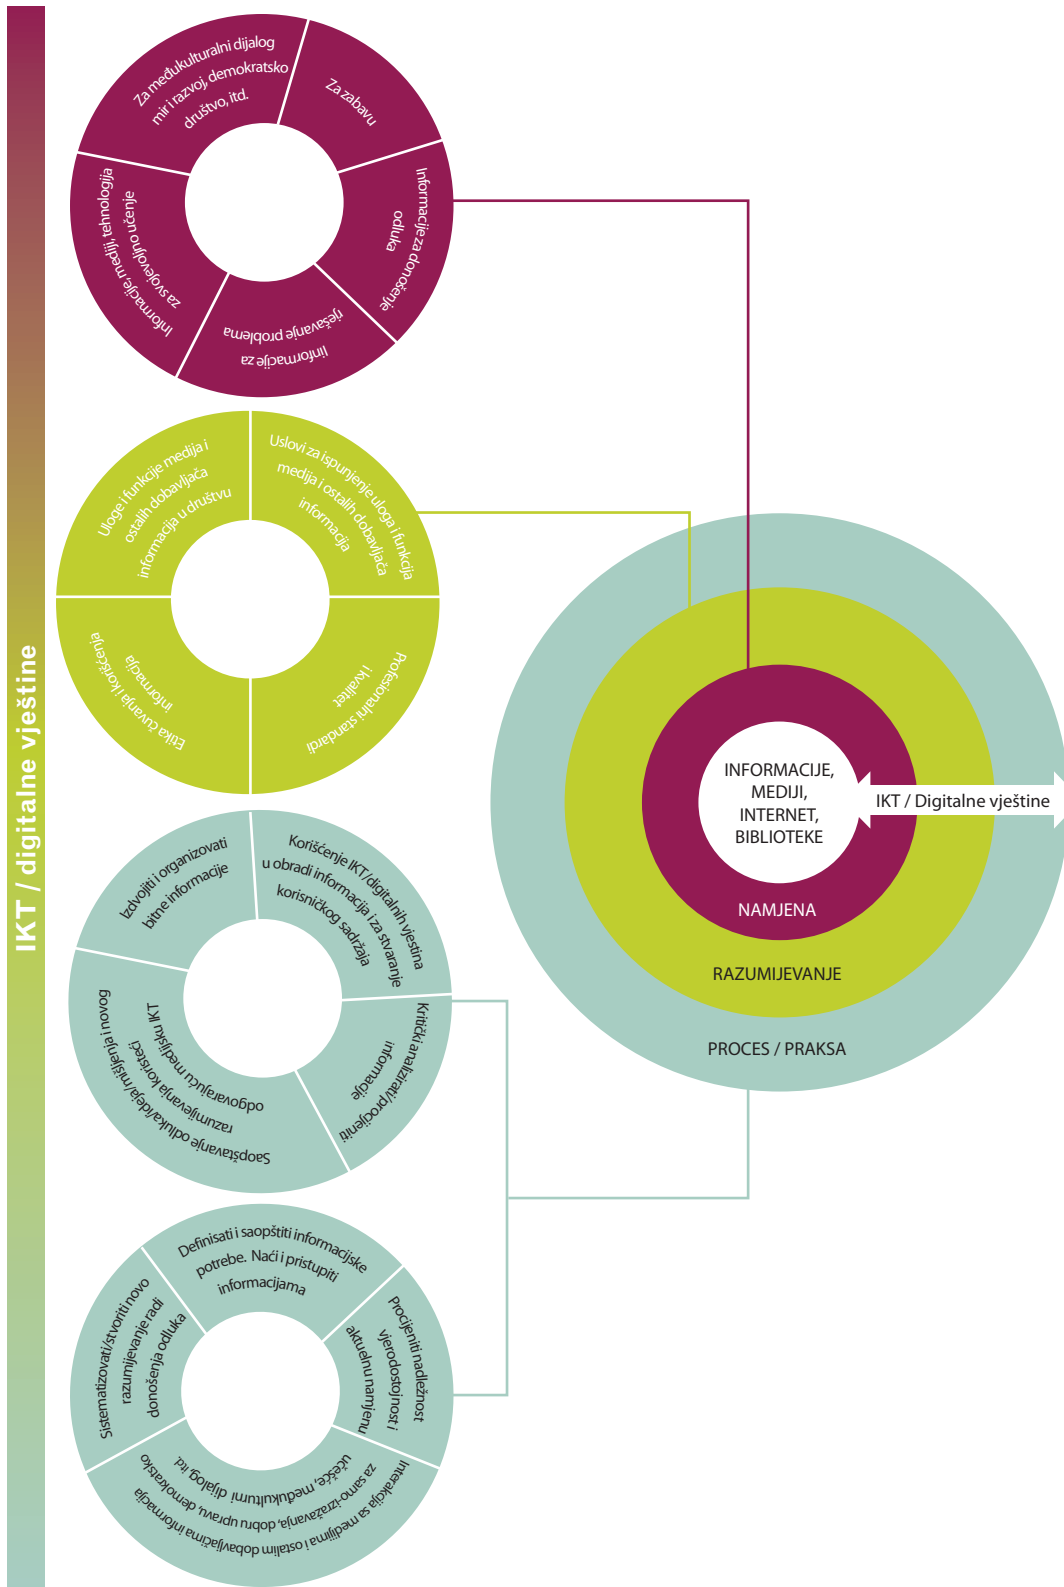 IKT / digitalne vještine
Za međukulturalni dijalog
mir i razvoj, demokratsko
društvo, itd.
Za zabavu
Informacije za donošenje
odluka
Iinformacije za
rješavanje problema
Informacije, mediji, tehnologija
za svojevoljno učenje
Uloge i funkcije medija i
ostalih dobavljača
informacija u društvu
Uslovi za ispunjenje uloga i funkcija
medija i ostalih dobavljača
informacija
Profesionalni standardi
i kvalitet
Etika čuvanja i korišćenja
informacija
Izdvojiti i organizovati
bitne informacije
Korišćenje IKT/digitalnih vjestina
u obradi informacija i za stvaranje
korisničkog sadržaja
Kritički analizirati/procijeniti
informacije
Saopštavanje odluka/ideja/mišljenja i novog
razumijevanja koristeći
odgovarajuću medijsku IKT
Definisati i saopštiti informacijske
potrebe. Naći i pristupiti
informacijama
Procijeniti nadležnost
vjerodostojnost i
aktuelnu namjenu
Interakcija sa medijima i ostalim dobavljačima informacija
za samo-izražavanja, dobru upravu, demokratsko
učešće, međukulturni dijalog, itd.
Sistematizovati/stvoriti novo
razumijevanje radi
donošenja odluka
INFORMACIJE,
MEDIJI,
INTERNET,
BIBLIOTEKE
IKT / Digitalne vještine
NAMJENA
RAZUMIJEVANJE
PROCES / PRAKSA